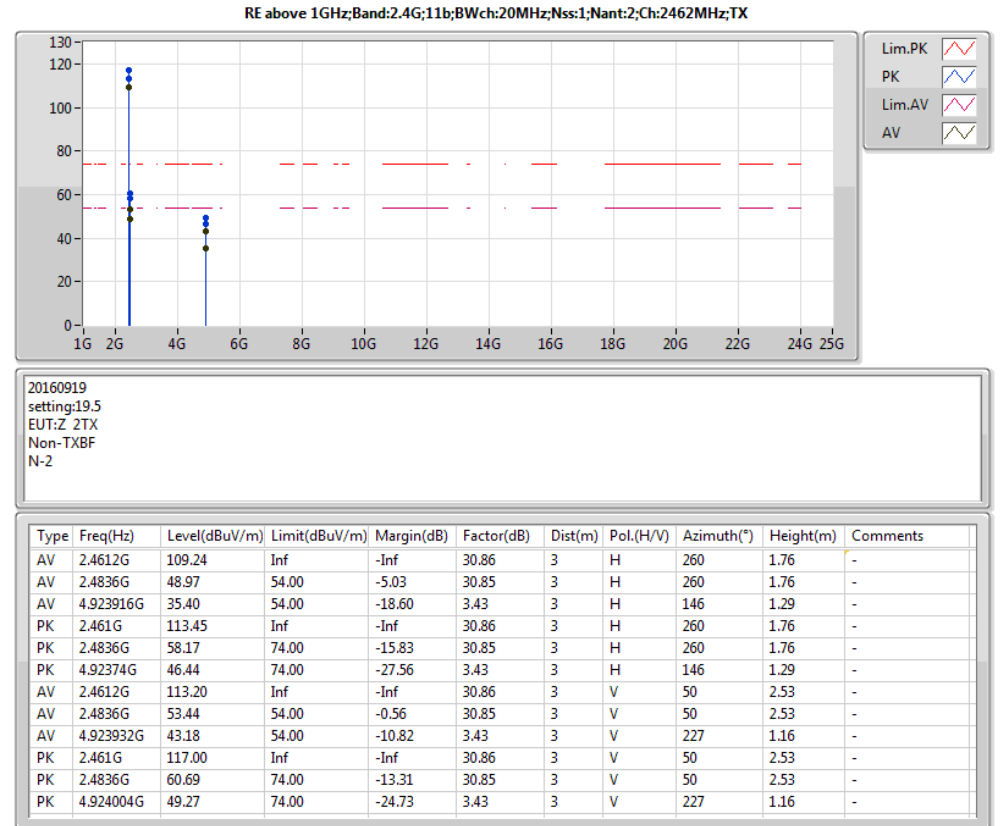 RE above 1GHz;Band:2.4G;11b;BWch:20MHz;Nss:1;Nant:2;Ch:2462MHz;TX
130
120
100
80
60
40
20
0
1G 2G 4G 6G 8G 10G 12G 14G 16G 18G 20G 22G 24G 25G
Lim.PK
PK
Lim.AV
AV
20160919
setting:19.5
EUT:Z 2TX
Non-TXBF
N-2
Type Freq(Hz) Level(dBuV/m) Limit(dBuV/m) Margin(dB) Factor(dB) Dist(m) Pol.(H/V) Azimuth(°) Height(m) Comments
AV 2.4612G 109.24 Inf -Inf 30.86 3 H 260 1.76 -
AV 2.4836G 48.97 54.00 -5.03 30.85 3 H 260 1.76 -
AV 4.923916G 35.40 54.00 -18.60 3.43 3 H 146 1.29 -
PK 2.461G 113.45 Inf -Inf 30.86 3 H 260 1.76 -
PK 2.4836G 58.17 74.00 -15.83 30.85 3 H 260 1.76 -
PK 4.92374G 46.44 74.00 -27.56 3.43 3 H 146 1.29 -
AV 2.4612G 113.20 Inf -Inf 30.86 3 V 50 2.53 -
AV 2.4836G 53.44 54.00 -0.56 30.85 3 V 50 2.53 -
AV 4.923932G 43.18 54.00 -10.82 3.43 3 V 227 1.16 -
PK 2.461G 117.00 Inf -Inf 30.86 3 V 50 2.53 -
PK 2.4836G 60.69 74.00 -13.31 30.85 3 V 50 2.53 -
PK 4.924004G 49.27 74.00 -24.73 3.43 3 V 227 1.16 -